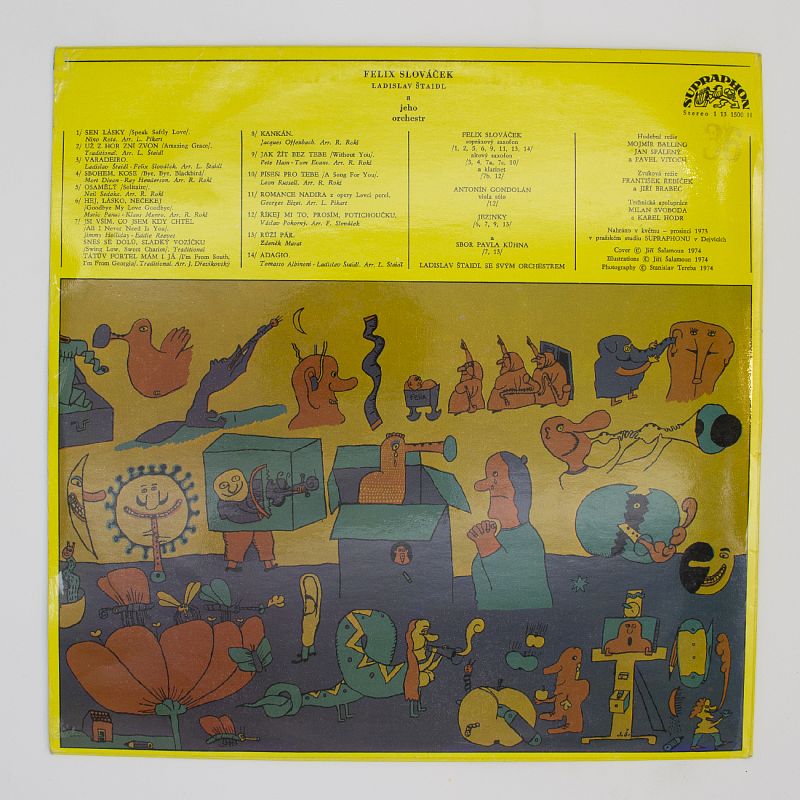 FELIX SLOVÁČEK
LADISLAV ŠTAIDL
a
jeho
orchestr
SUPRAPHON
Stereo 1 13 1500 H
1/ SEN LÁSKY /Speak Saftly Love/.
Nino Rota. Arr. L. Pikart
2/ UŽ Z HOR ZNÍ ZVON /Amazing Grace/.
Traditional. Arr. L. Štaidl
3/ VARADEIRO.
Ladislav Štaidl - Felix Slováček. Arr. L. Štaidl
4/ SBOHEM, KOSE /Bye, Bye, Blackbird/
Mort Dixon - Ray Henderson. Arr. R. Rokl
5/ OSAMĚLÝ /Solitaire/.
Neil Sedaka. Arr. R. Rokl
6/ HEJ, LÁSKO, NEČEKEJ
/Goodbye My Love Goodbye/.
Mario Panas - Klaus Munro. Arr. R. Rokl
7/ JSI VŠÍM, CO JSEM KDY CHTĚL
/All I Never Need Is You/.
Jimmy Holliday - Eddie Reeves
SNES SE DOLŮ, SLADKÝ VOZÍČKU
/Swing Low, Sweet Chariot/. Traditional
TATŮV FORTEL MÁM I JÁ /I'm From South,
I'm From Georgia/. Traditional. Arr. J. Dřazikovský
8/ KANKÁN.
Jacques Offenbach. Arr. R. Rokl
9/ JAK ŽÍT BEZ TEBE /Without You/.
Pete Ham - Tom Evans. Arr. R. Rokl
10/ PÍSEŇ PRO TEBE /A Song For You/.
Leon Russell. Arr. R. Rokl
11/ ROMANCE NADIRA z opery Lovci perel.
Georges Bizet. Arr. L. Pikart
12/ ŘÍKEJ MI TO, PROSÍM, POTICHOUČKU.
Václav Pokorný. Arr. F. Slováček
13/ RŮŽÍ PÁR.
Zdeněk Marat
14/ ADAGIO.
Tomasco Albinoni - Ladislav Štaidl. Arr. L. Štaidl
FELIX SLOVÁČEK
sopránový saxofon
/1, 2, 5, 6, 9, 11, 13, 14/
altový saxofon
/3, 4, 7a, 7c, 10/
a klarinet
/7b, 12/
ANTONÍN GONDOLÁN
viola sólo
/12/
JEZINKY
/6, 7, 9, 13/
a
SBOR PAVLA KÜHNA
/7, 13/
LADISLAV ŠTAIDL SE SVÝM ORCHESTREM
Hudební režie
MOJMÍR BALLING
JAN SPÁLENÝ
a PAVEL VITOCH
Zvuková režie
FRANTIŠEK ŘEBÍČEK
a JIŘÍ BRABEC
Technická spolupráce
MILAN SVOBODA
a KAREL HODR
Nahráno v květnu - prosinci 1973
v pražském studiu SUPRAPHONU v Dejvicích
Cover © Jiří Šalamoun 1974
Illustrations © Jiří Šalamoun 1974
Photography © Stanislav Tereba 1974
FELIX
J.Š.